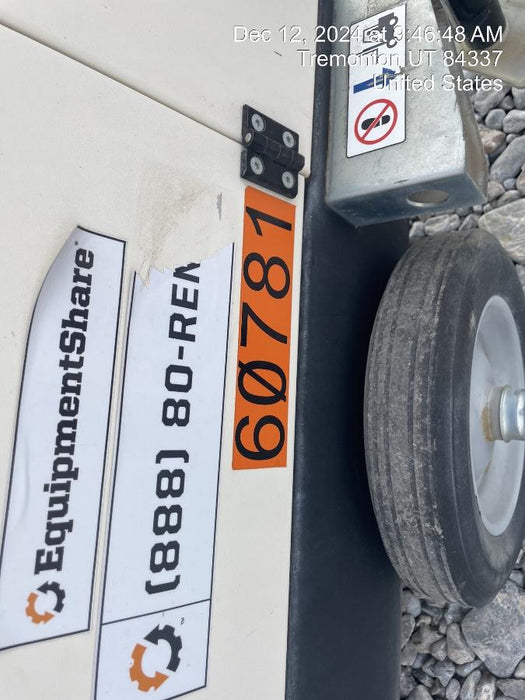 Dec 12, 2024 at 9:46:48 AM
Tremonton UT 84337
United States
EquipmentShare
(888) 80-REN
60781